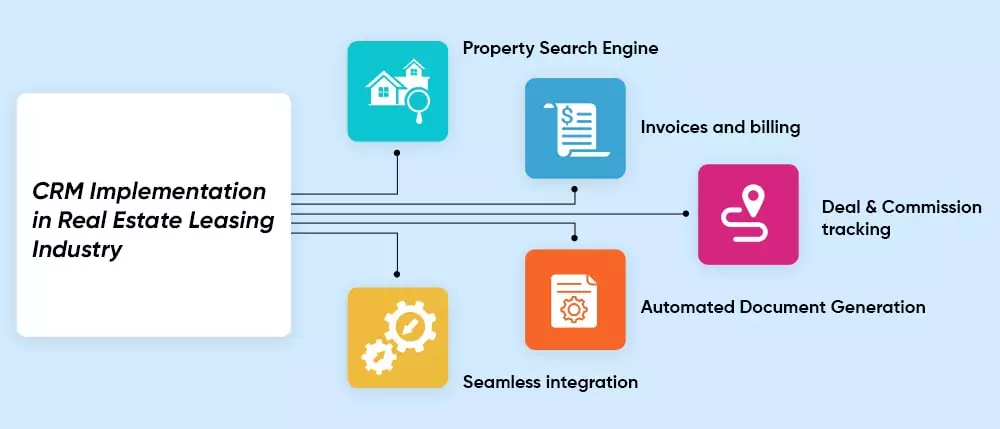 Property Search Engine
Invoices and billing
CRM Implementation
in Real Estate Leasing
Industry
Deal & Commission
tracking
Automated Document Generation
Seamless integration
$